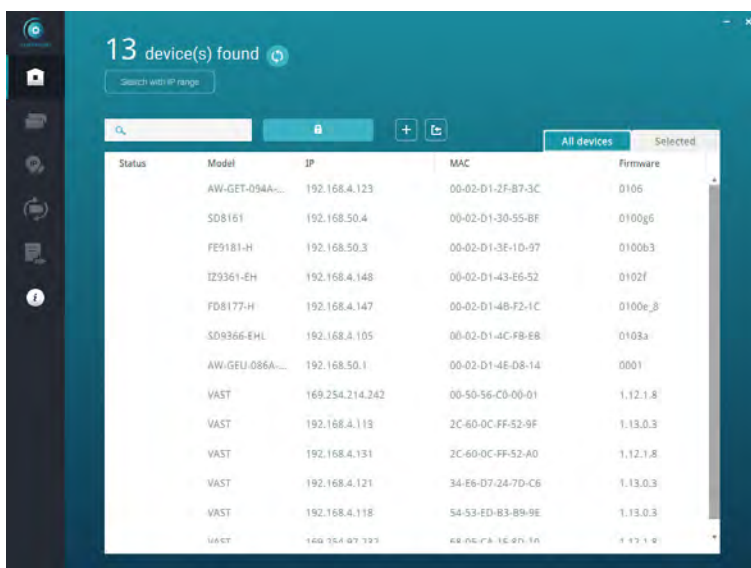 13 device(s) found
Search with IP range
All devices Selected
Status Model IP MAC Firmware
AW-GET-094A-... 192.168.4.123 00-02-D1-2F-B7-3C 0106
SD8161 192.168.50.4 00-02-D1-30-55-BF 0100g6
FE9181-H 192.168.50.3 00-02-D1-3E-1D-97 0100b3
IZ9361-EH 192.168.4.148 00-02-D1-43-E6-52 0102f
FD8177-H 192.168.4.147 00-02-D1-4B-F2-1C 0100e_8
SD9366-EHL 192.168.4.105 00-02-D1-4C-FB-EB 0103a
AW-GEU-086A-... 192.168.50.1 00-02-D1-4E-D8-14 0001
VAST 169.254.214.242 00-50-56-C0-00-01 1.12.1.8
VAST 192.168.4.113 2C-60-0C-FF-52-9F 1.13.0.3
VAST 192.168.4.131 2C-60-0C-FF-52-A0 1.12.1.8
VAST 192.168.4.121 34-E6-D7-24-7D-C6 1.13.0.3
VAST 192.168.4.118 54-53-ED-B3-B9-9E 1.13.0.3
VAST